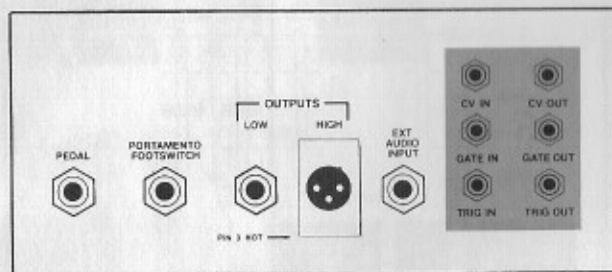 OUTPUTS
LOW
HIGH
PEDAL
PORTAMENTO
FOOTSWITCH
EXT
AUDIO
INPUT
PIN 3 HOT
CV IN
CV OUT
GATE IN
GATE OUT
TRIG IN
TRIG OUT